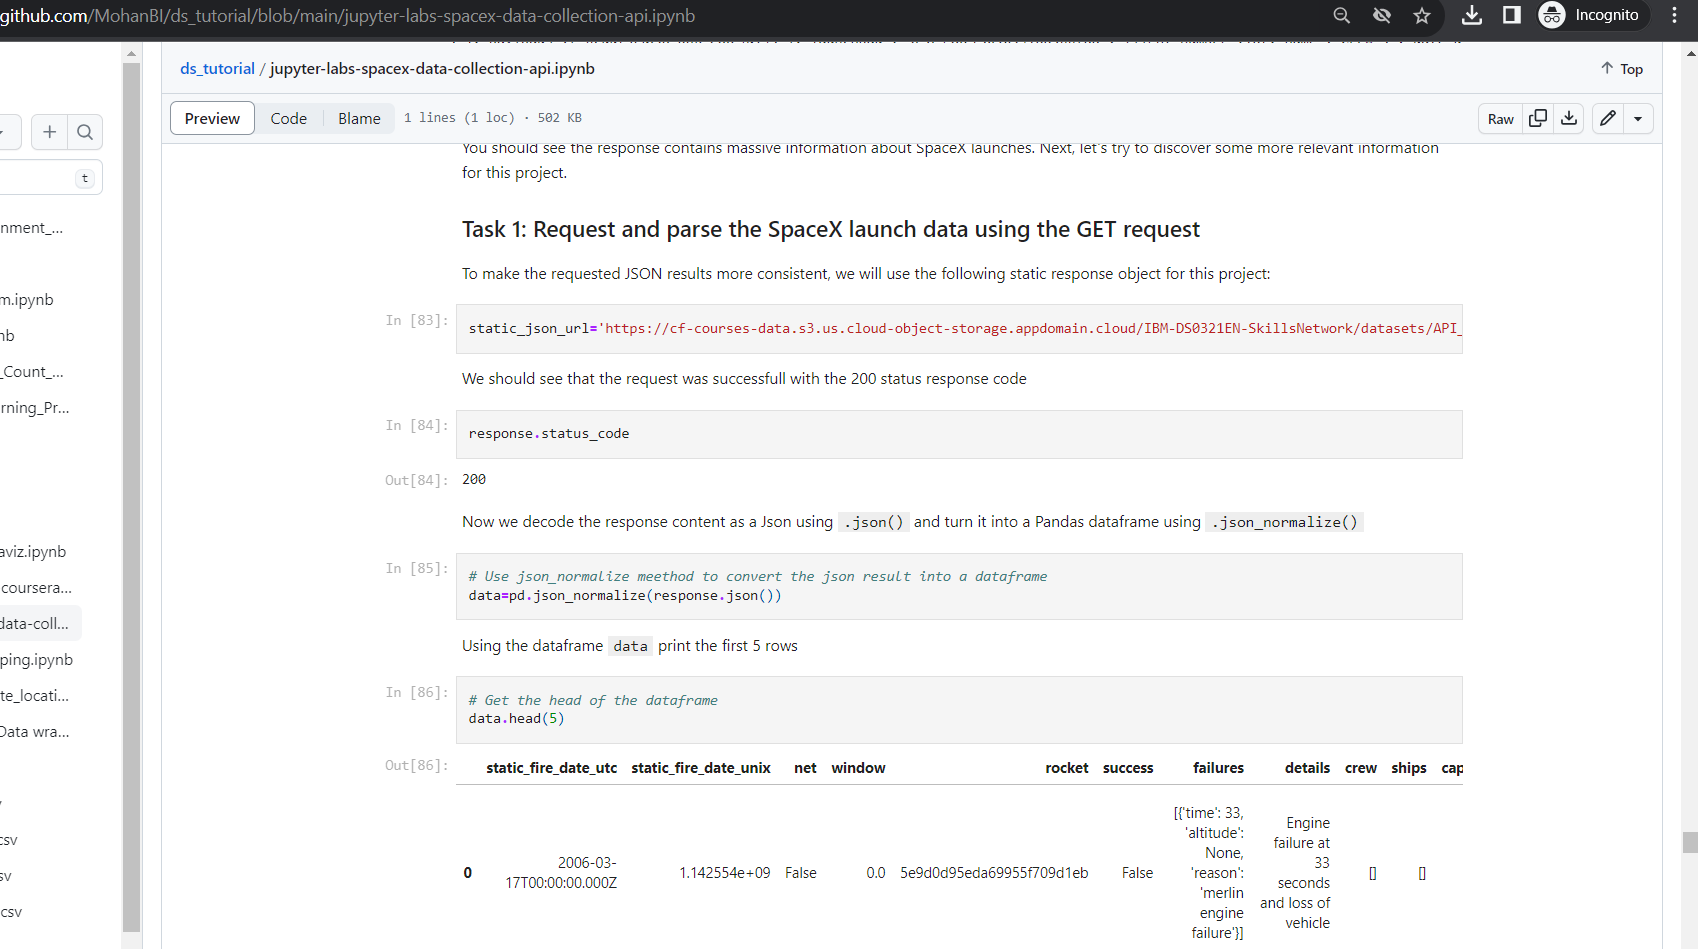 github.com/MohanBI/ds_tutorial/blob/main/jupyter-labs-spacex-data-collection-api.ipynb
Incognito
ds_tutorial / jupyter-labs-spacex-data-collection-api.ipynb
Top
Preview Code Blame 1 lines (1 loc) · 502 KB
Raw
t
nment_...
m.ipynb
nb
_Count_...
rning_Pr...
aviz.ipynb
coursera...
data-coll...
ping.ipynb
te_locati...
Data wra...
csv
sv
csv
You should see the response contains massive information about SpaceX launches. Next, let's try to discover some more relevant information
for this project.
Task 1: Request and parse the SpaceX launch data using the GET request
To make the requested JSON results more consistent, we will use the following static response object for this project:
In [83]: static_json_url='https://cf-courses-data.s3.us.cloud-object-storage.appdomain.cloud/IBM-DS0321EN-SkillsNetwork/datasets/API_
We should see that the request was successfull with the 200 status response code
In [84]: response.status_code
Out[84]: 200
Now we decode the response content as a Json using .json() and turn it into a Pandas dataframe using .json_normalize()
In [85]: # Use json_normalize meethod to convert the json result into a dataframe
data=pd.json_normalize(response.json())
Using the dataframe data print the first 5 rows
In [86]: # Get the head of the dataframe
data.head(5)
Out[86]: static_fire_date_utc static_fire_date_unix net window rocket success failures details crew ships cap
0 2006-03-
17T00:00:00.000Z 1.142554e+09 False 0.0 5e9d0d95eda69955f709d1eb False
[{'time': 33,
'altitude':
None,
'reason':
'merlin
engine
failure'}]
Engine
failure at
33
seconds
and loss of
vehicle
[] []